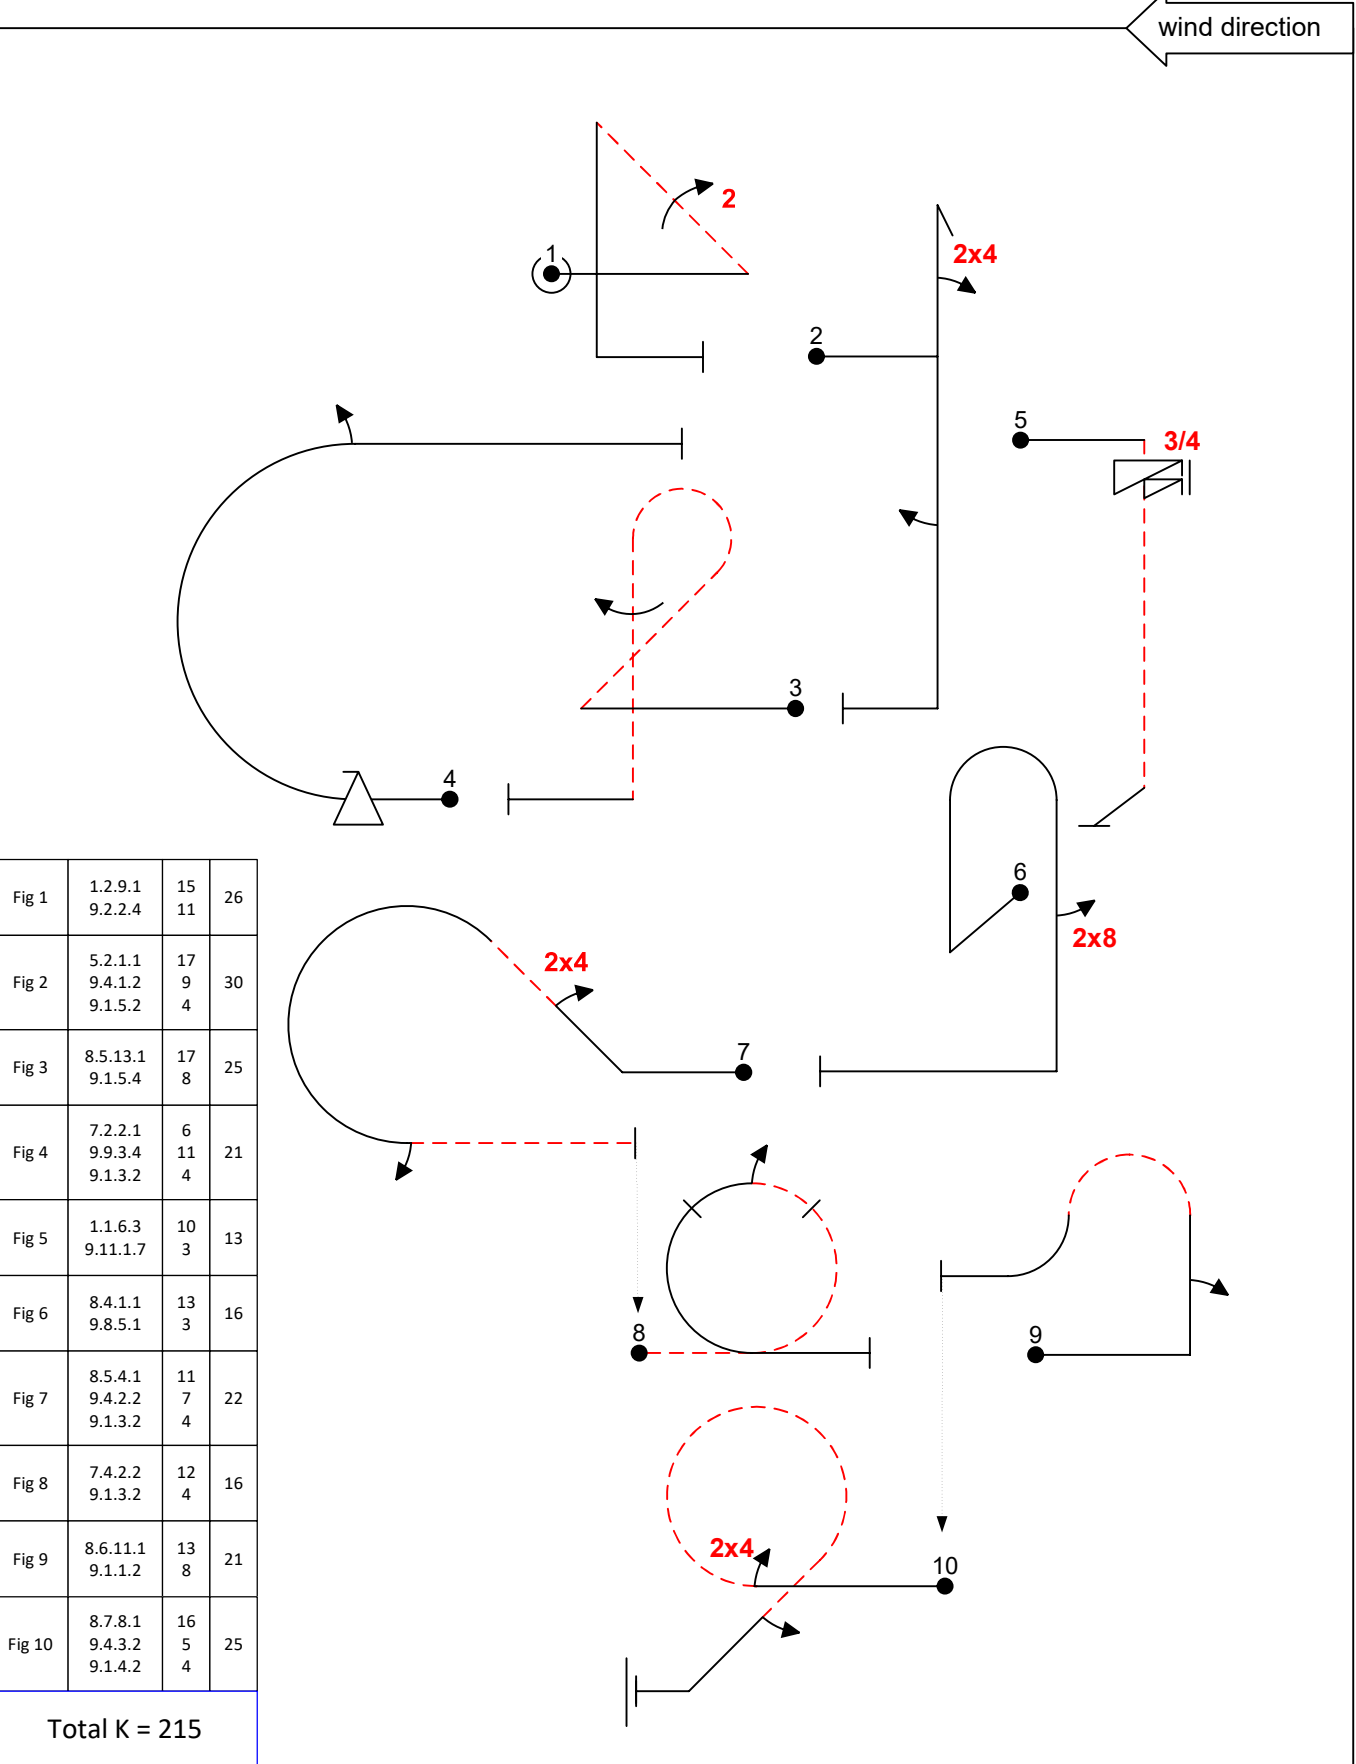 wind direction
1
2
2
2x4
5
3/4
3
4
6
2x8
2x4
7
8
9
2x4
10
Fig 1 1.2.9.1 15 26
9.2.2.4 11
Fig 2 5.2.1.1 17 30
9.4.1.2 9
9.1.5.2 4
Fig 3 8.5.13.1 17 25
9.1.5.4 8
Fig 4 7.2.2.1 6 21
9.9.3.4 11
9.1.3.2 4
Fig 5 1.1.6.3 10 13
9.11.1.7 3
Fig 6 8.4.1.1 13 16
9.8.5.1 3
Fig 7 8.5.4.1 11 22
9.4.2.2 7
9.1.3.2 4
Fig 8 7.4.2.2 12 16
9.1.3.2 4
Fig 9 8.6.11.1 13 21
9.1.1.2 8
Fig 10 8.7.8.1 16 25
9.4.3.2 5
9.1.4.2 4
Total K = 215